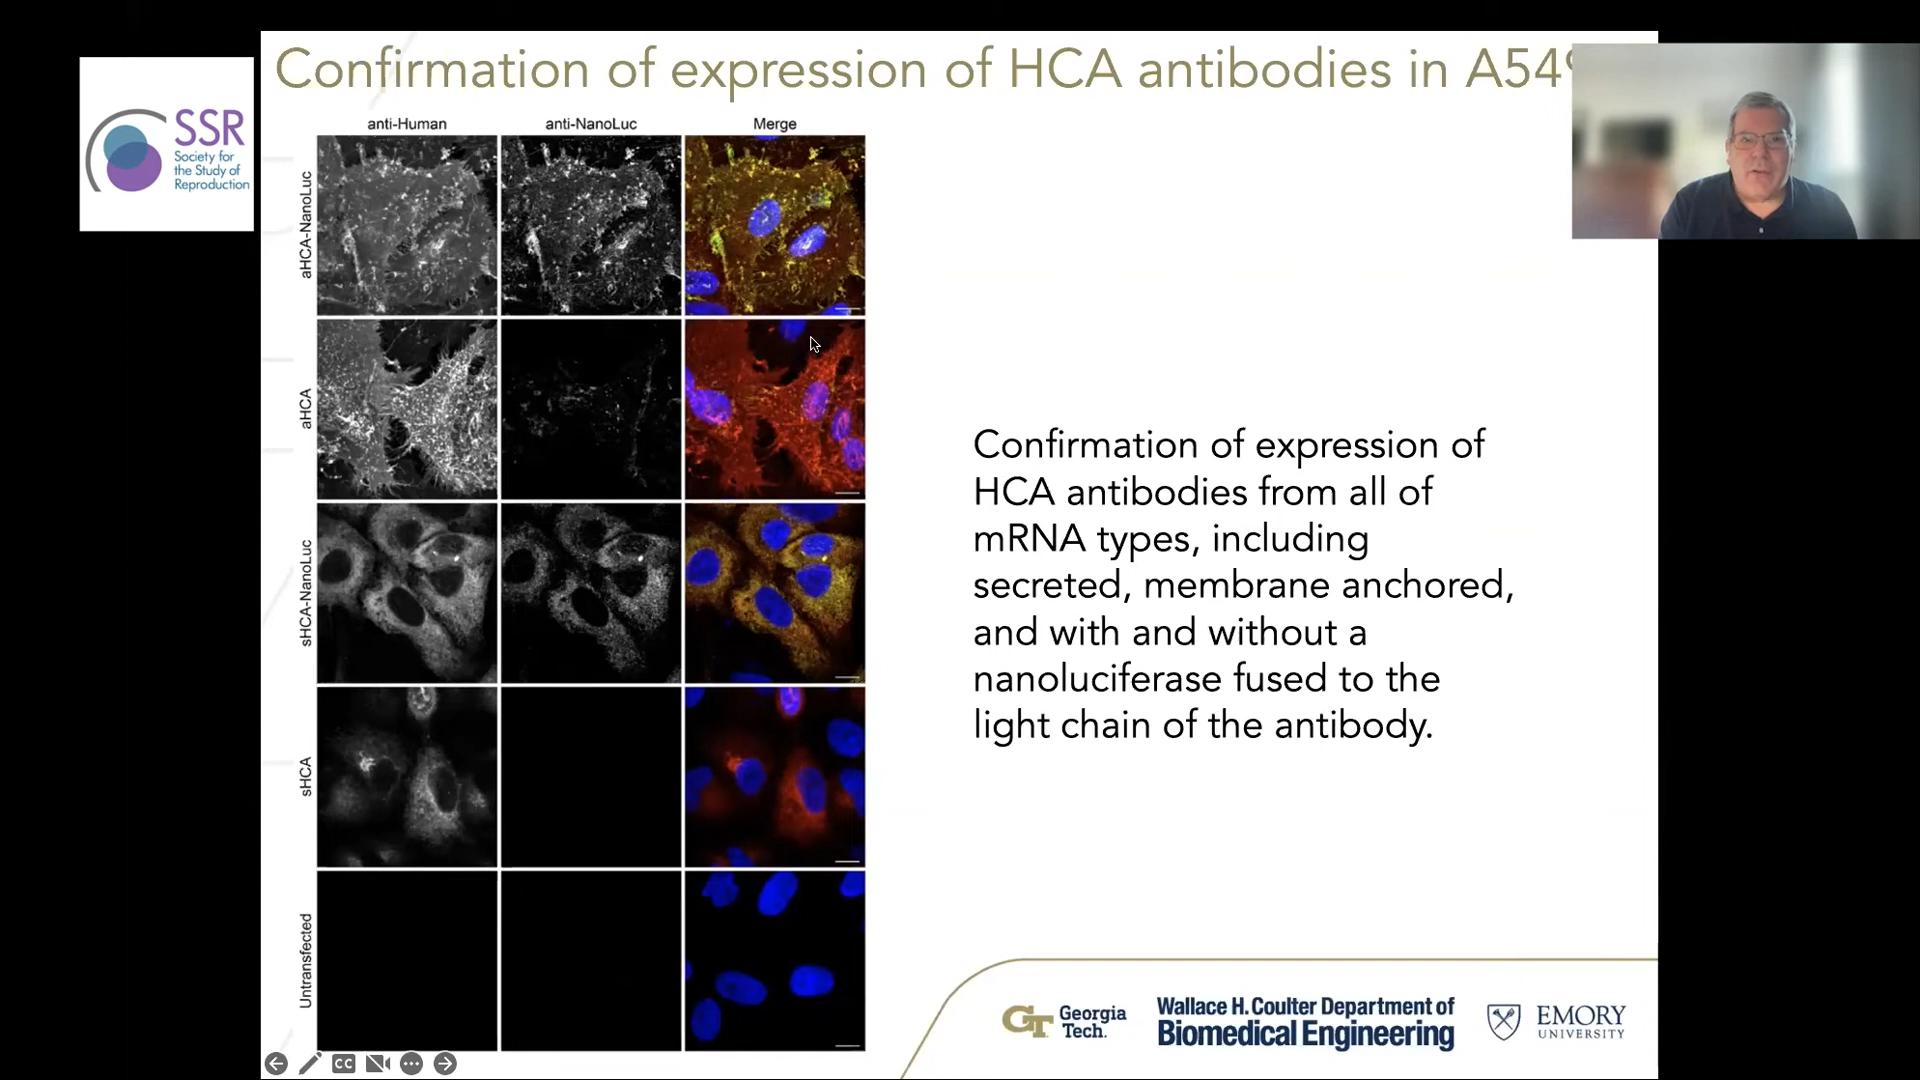 Confirmation of expression of HCA antibodies in A549
SSR
Society for
the Study of
Reproduction
anti-Human
anti-NanoLuc
Merge
aHCA-NanoLuc
aHCA
sHCA-NanoLuc
sHCA
Untransfected
Confirmation of expression of
HCA antibodies from all of
mRNA types, including
secreted, membrane anchored,
and with and without a
nanoluciferase fused to the
light chain of the antibody.
GT
Georgia
Tech.
Wallace H. Coulter Department of
Biomedical Engineering
EMORY
UNIVERSITY
CC